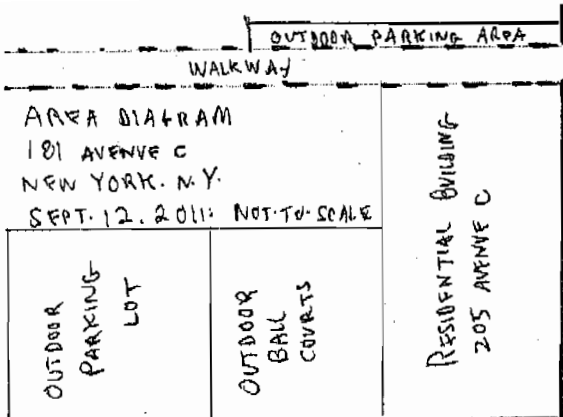 OUTDOOR PARKING AREA
WALKWAY
AREA DIAGRAM
181 AVENUE C
NEW YORK. N.Y.
SEPT. 12. 2011: NOT-TO-SCALE
OUTDOOR
PARKING
LOT
OUTDOOR
BALL
COURTS
RESIDENTIAL BUILDING
205 AVENUE C